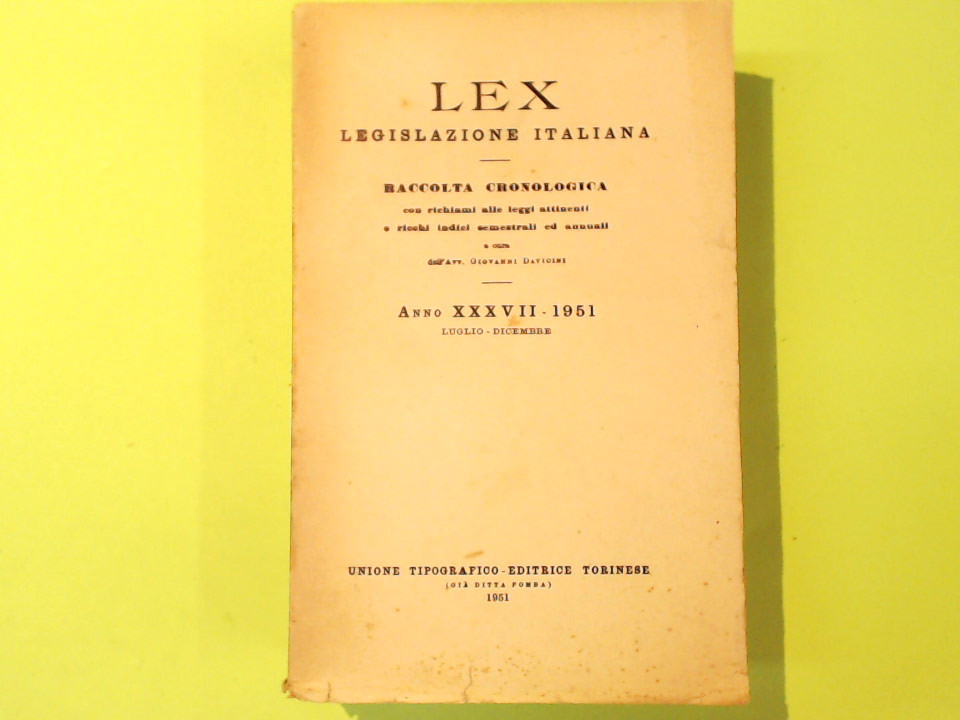 LEX
LEGISLAZIONE ITALIANA
RACCOLTA CRONOLOGICA
con richiami alle leggi attinenti
e ricchi indici semestrali ed annuali
a cura
dell'Avv. Giovanni Davicini
Anno XXXVII - 1951
LUGLIO - DICEMBRE
UNIONE TIPOGRAFICO - EDITRICE TORINESE
(GIÀ DITTA POMBA)
1951